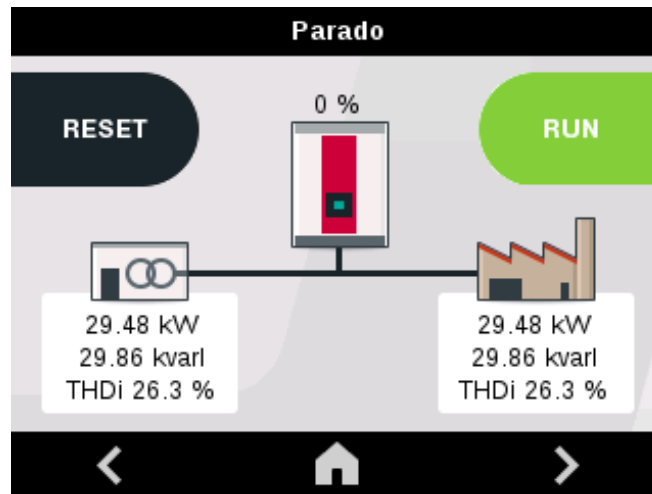 Parado
0 %
RESET
RUN
29.48 kW
29.86 kvarl
THDi 26.3 %
29.48 kW
29.86 kvarl
THDi 26.3 %